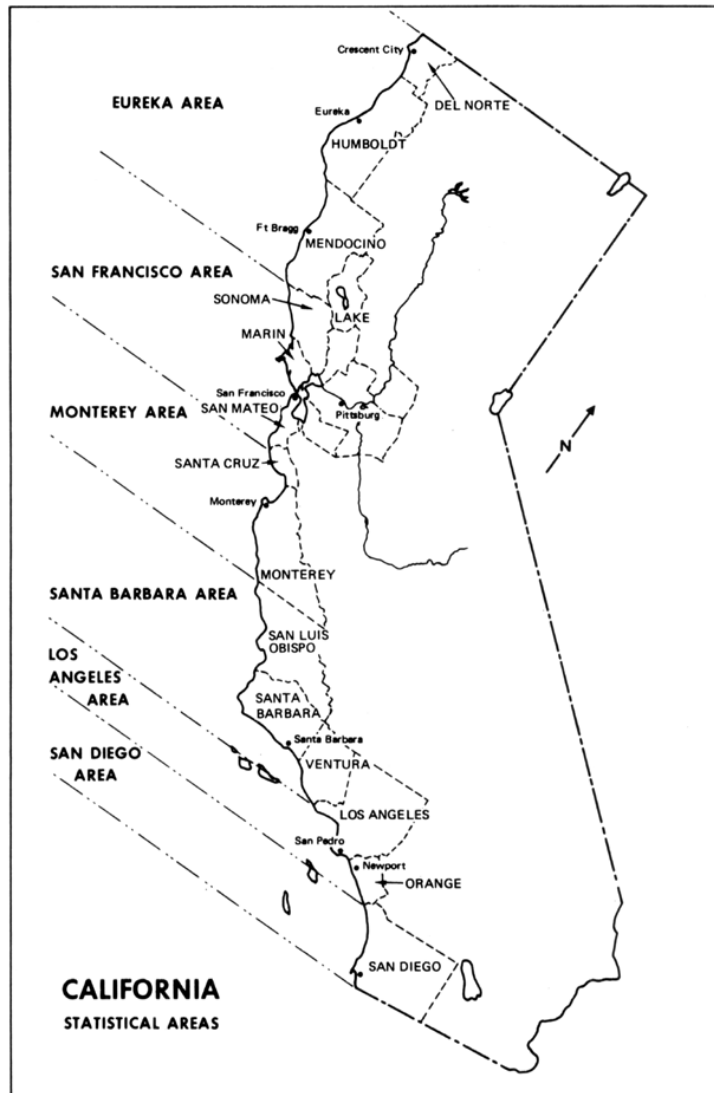 Crescent City
EUREKA AREA
DEL NORTE
Eureka
HUMBOLDT
Ft Bragg
MENDOCINO
SAN FRANCISCO AREA
SONOMA
LAKE
MARIN
San Francisco
MONTEREY AREA
SAN MATEO
Pittsburg
N
SANTA CRUZ
Monterey
MONTEREY
SANTA BARBARA AREA
SAN LUIS
OBISPO
LOS
ANGELES
AREA
SANTA
BARBARA
Santa Barbara
SAN DIEGO
AREA
VENTURA
LOS ANGELES
San Pedro
Newport
ORANGE
SAN DIEGO
CALIFORNIA
STATISTICAL AREAS